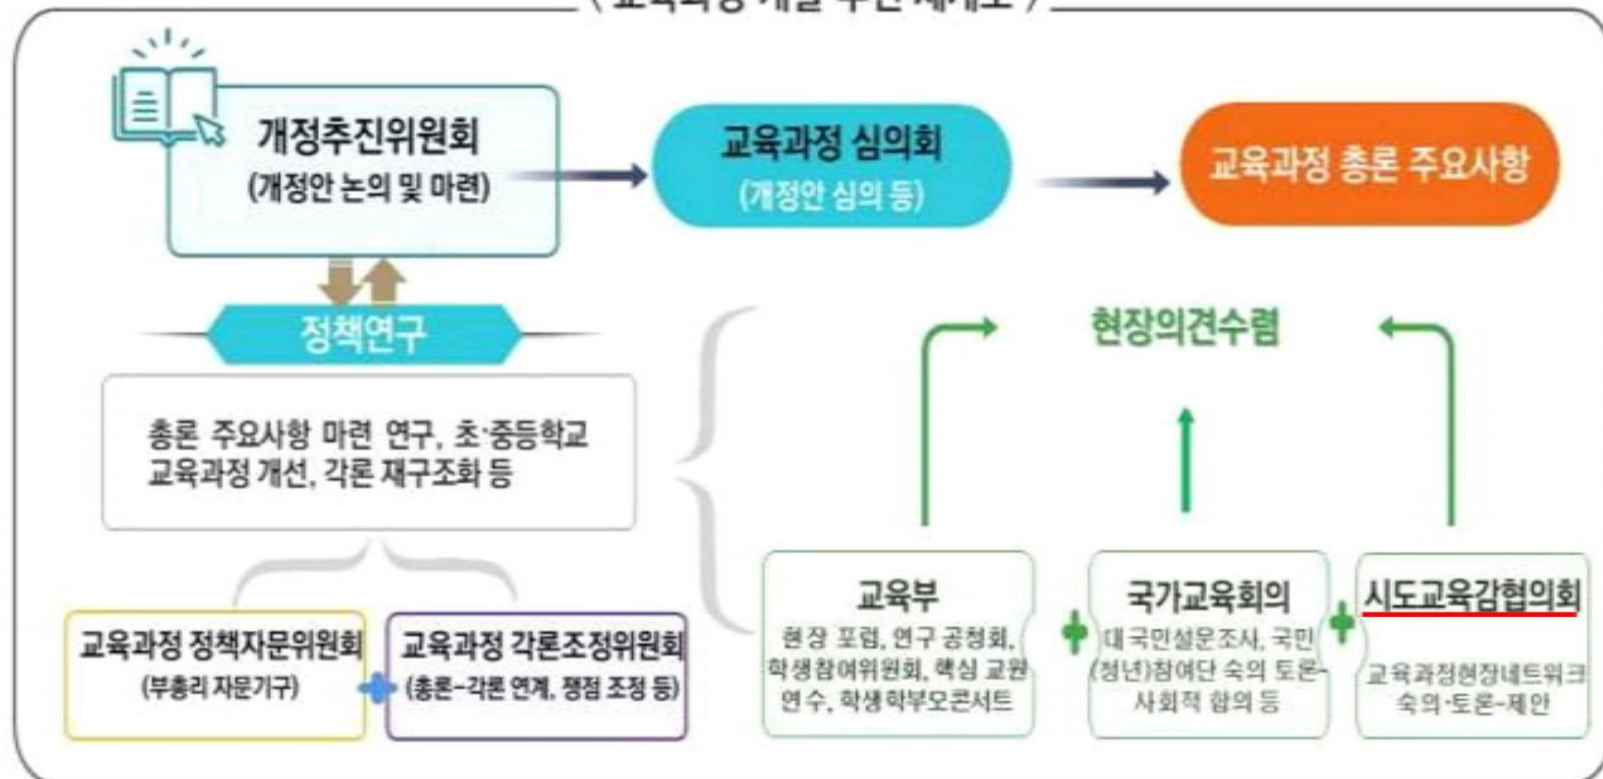 개정추진위원회
(개정안 논의 및 마련)
교육과정 심의회
(개정안 심의 등)
교육과정 총론 주요사항
정책연구
총론 주요사항 마련 연구, 초·중등학교
교육과정 개선, 각론 재구조화 등
교육과정 정책자문위원회
(부총리 자문기구)
교육과정 각론조정위원회
(총론-각론 연계, 쟁점 조정 등)
현장의견수렴
교육부
현장 포럼, 연구 공청회,
학생참여위원회, 핵심 교원
연수, 학생학부모콘서트
국가교육회의
대국민설문조사, 국민
(청년)참여단 숙의 토론-
사회적 합의 등
시도교육감협의회
교육과정현장네트워크
숙의·토론-제안